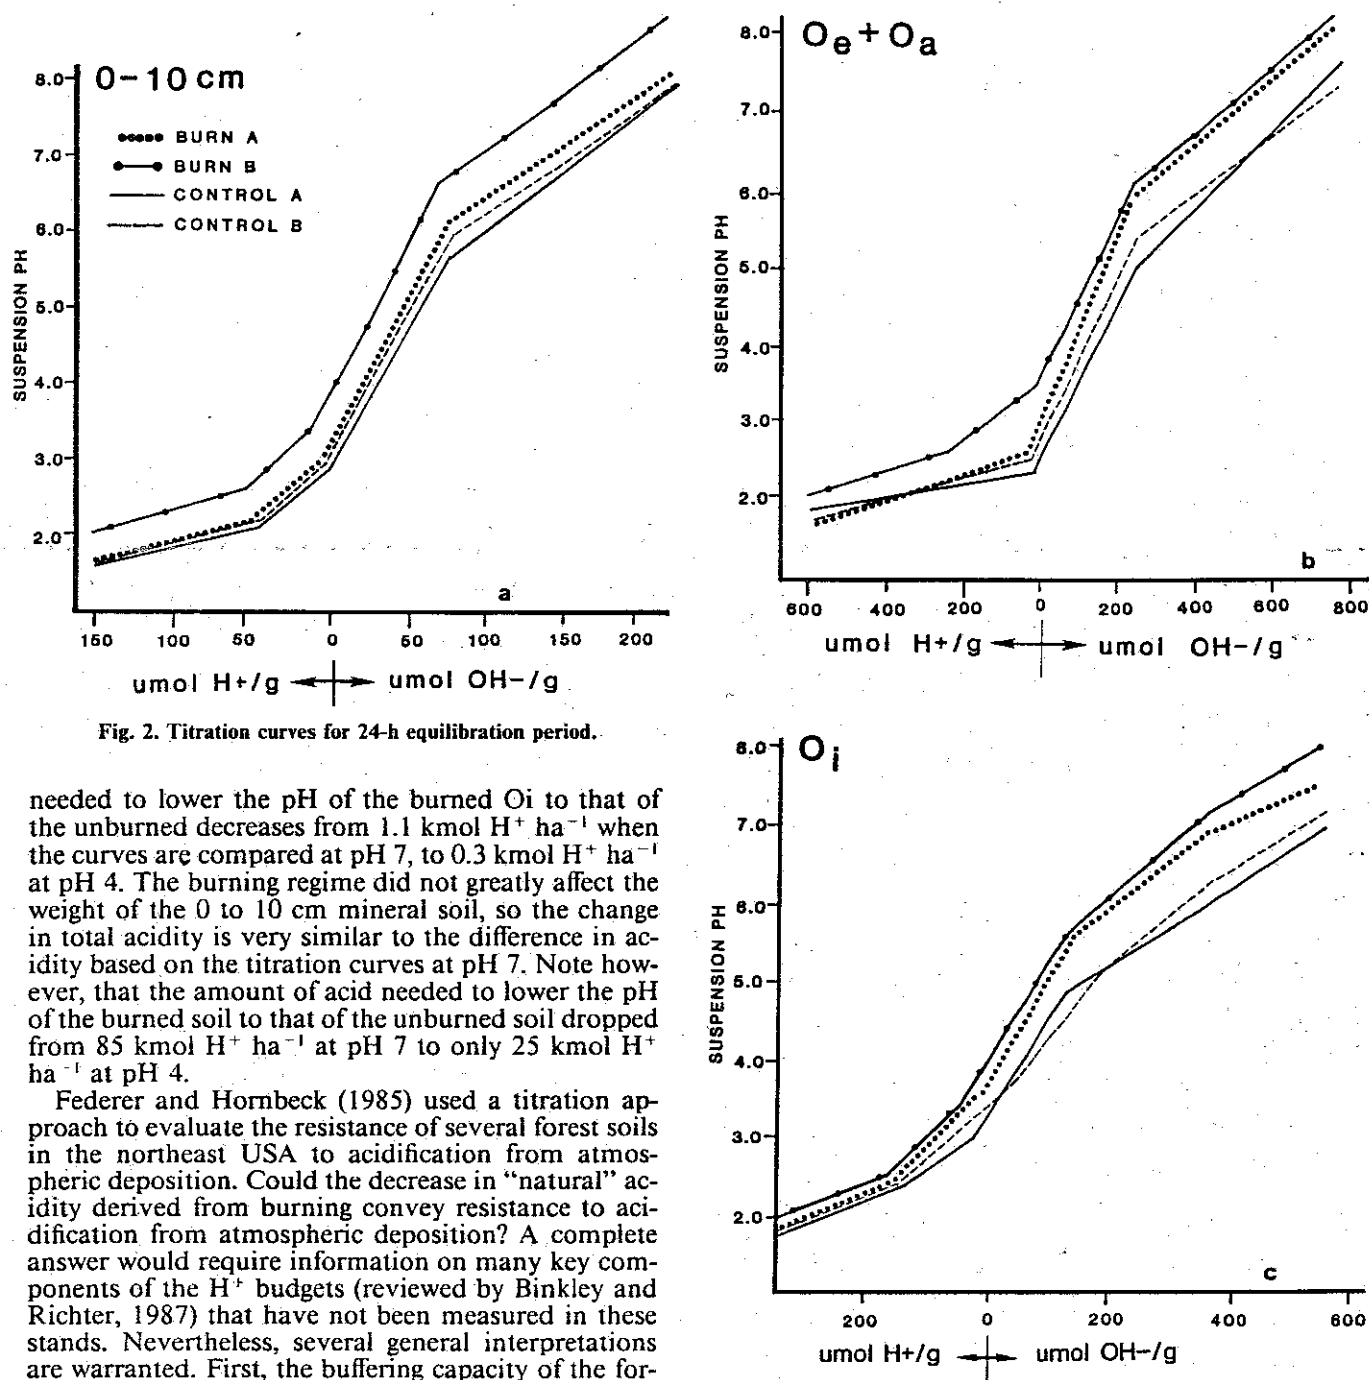 0-10 cm
BURN A
BURN B
CONTROL A
CONTROL B
SUSPENSION PH
8.0
7.0
6.0
5.0
4.0
3.0
2.0
a
150 100 50 0 50 100 150 200
umol H+/g umol OH-/g
Fig. 2. Titration curves for 24-h equilibration period.
needed to lower the pH of the burned Oi to that of
the unburned decreases from 1.1 kmol H+ ha⁻¹ when
the curves are compared at pH 7, to 0.3 kmol H+ ha⁻¹
at pH 4. The burning regime did not greatly affect the
weight of the 0 to 10 cm mineral soil, so the change
in total acidity is very similar to the difference in ac-
idity based on the titration curves at pH 7. Note how-
ever, that the amount of acid needed to lower the pH
of the burned soil to that of the unburned soil dropped
from 85 kmol H+ ha⁻¹ at pH 7 to only 25 kmol H+
ha⁻¹ at pH 4.
Federer and Hornbeck (1985) used a titration ap-
proach to evaluate the resistance of several forest soils
in the northeast USA to acidification from atmos-
pheric deposition. Could the decrease in "natural" ac-
idity derived from burning convey resistance to aci-
dification from atmospheric deposition? A complete
answer would require information on many key com-
ponents of the H+ budgets (reviewed by Binkley and
Richter, 1987) that have not been measured in these
stands. Nevertheless, several general interpretations
are warranted. First, the buffering capacity of the for-
Oe+Oa
SUSPENSION PH
8.0
7.0
6.0
5.0
4.0
3.0
2.0
b
600 400 200 0 200 400 600 800
umol H+/g umol OH-/g
Oi
SUSPENSION PH
8.0
7.0
6.0
5.0
4.0
3.0
2.0
c
200 0 200 400 600
umol H+/g umol OH-/g